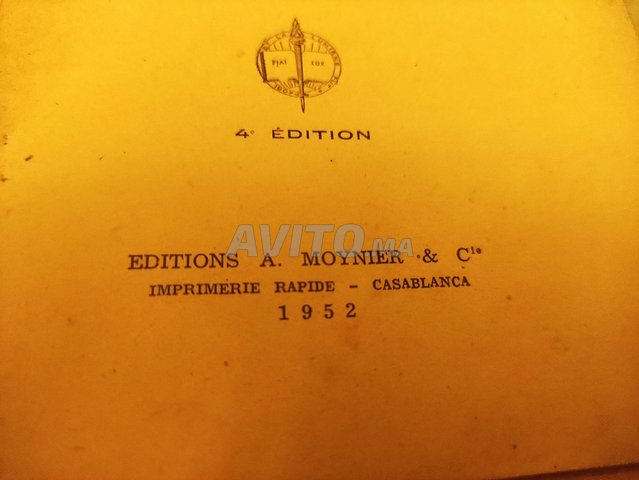 FIAT LUX
4e ÉDITION
AVITO.ma
EDITIONS A. MOYNIER & Cie
IMPRIMERIE RAPIDE - CASABLANCA
1952